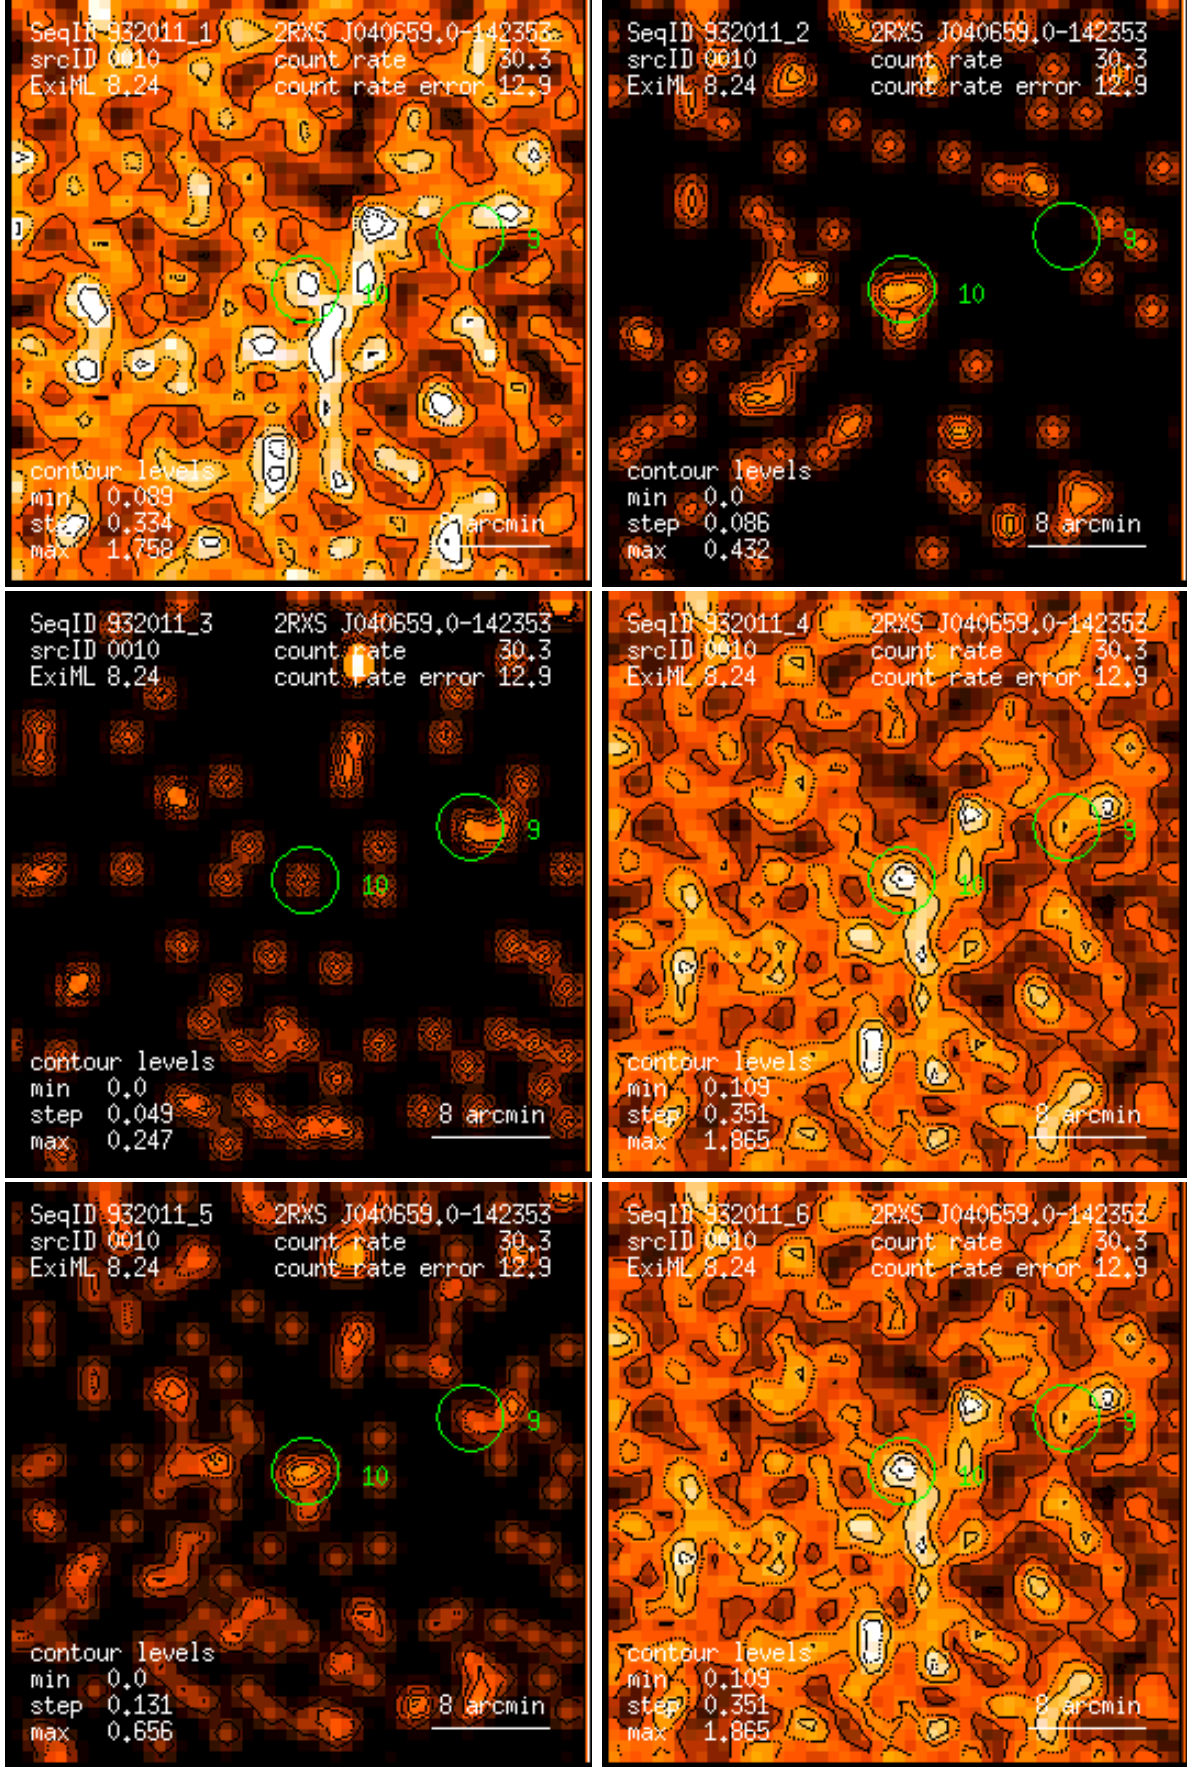 SeqID 932011_1 2RXS J040659.0-142353
srcID 0010 count rate 30.3
ExiML 8.24 count rate error 12.9
9
10
contour levels
min 0.089
step 0.334
max 1.758
8 arcmin
SeqID 932011_2 2RXS J040659.0-142353
srcID 0010 count rate 30.3
ExiML 8.24 count rate error 12.9
9
10
contour levels
min 0.0
step 0.086
max 0.432
8 arcmin
SeqID 932011_3 2RXS J040659.0-142353
srcID 0010 count rate 30.3
ExiML 8.24 count rate error 12.9
9
10
contour levels
min 0.0
step 0.049
max 0.247
8 arcmin
SeqID 932011_4 2RXS J040659.0-142353
srcID 0010 count rate 30.3
ExiML 8.24 count rate error 12.9
9
10
contour levels
min 0.109
step 0.351
max 1.865
8 arcmin
SeqID 932011_5 2RXS J040659.0-142353
srcID 0010 count rate 30.3
ExiML 8.24 count rate error 12.9
9
10
contour levels
min 0.0
step 0.131
max 0.656
8 arcmin
SeqID 932011_6 2RXS J040659.0-142353
srcID 0010 count rate 30.3
ExiML 8.24 count rate error 12.9
9
10
contour levels
min 0.109
step 0.351
max 1.865
8 arcmin